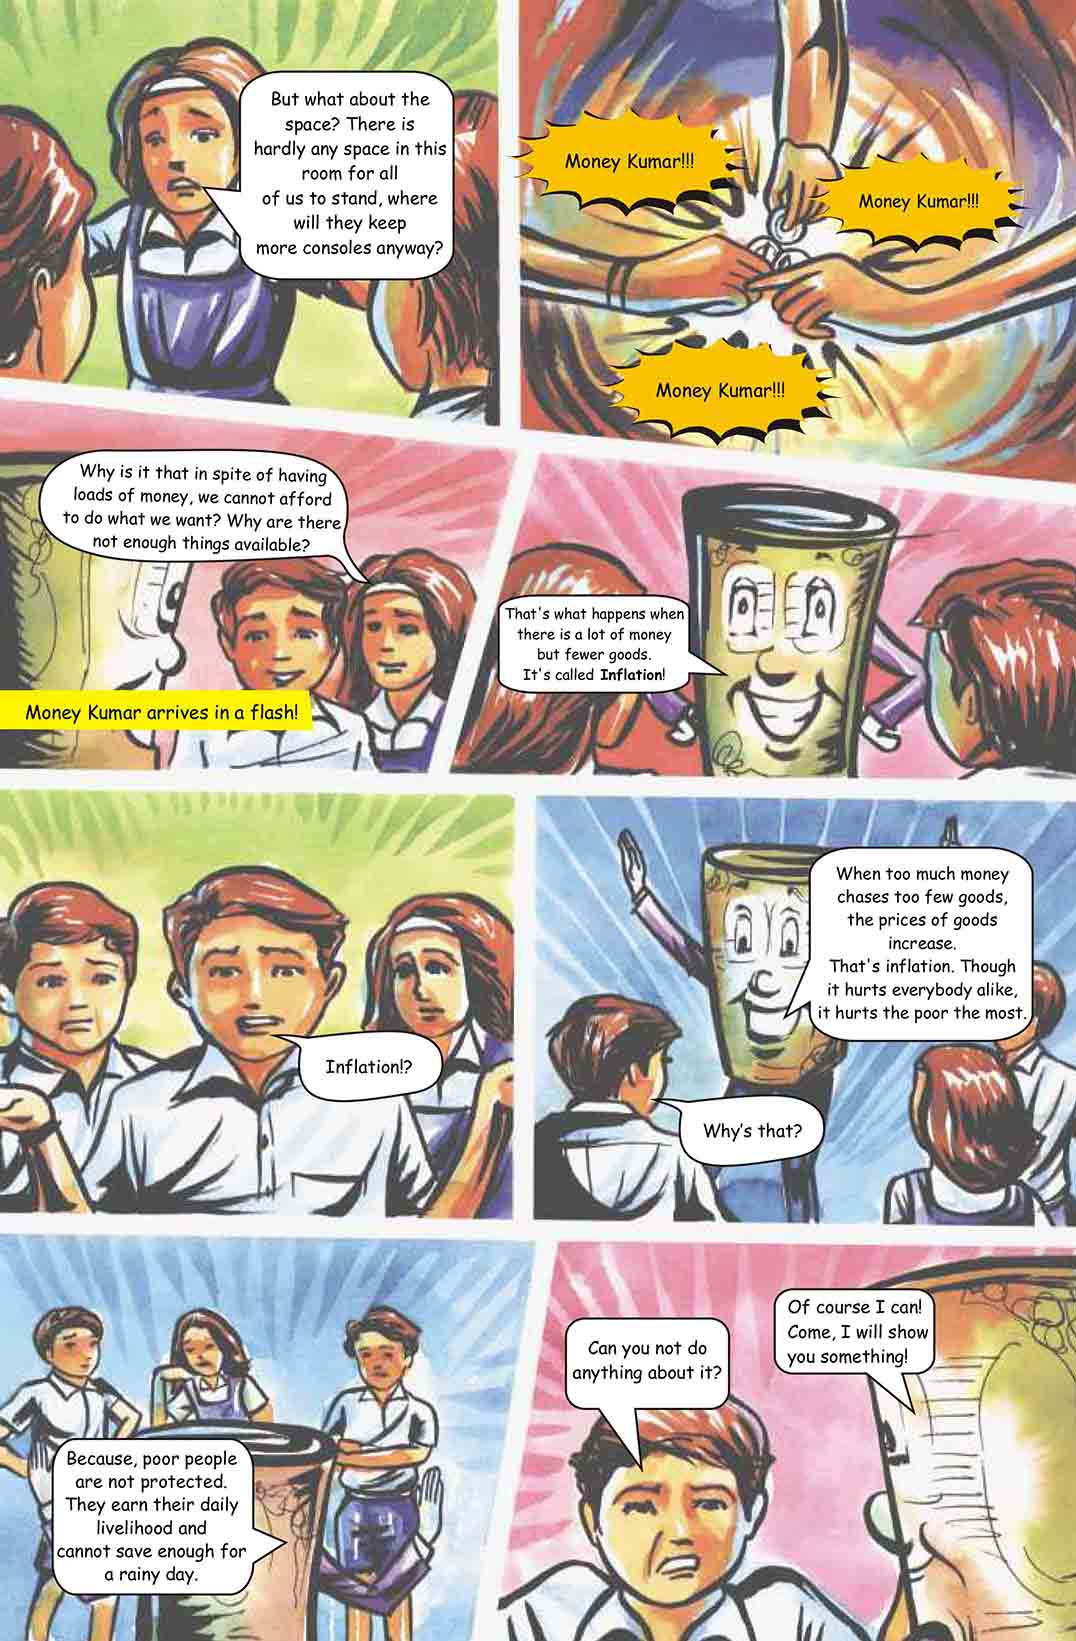 But what about the
space? There is
hardly any space in this
room for all
of us to stand, where
will they keep
more consoles anyway?
Money Kumar!!!
Money Kumar!!!
Money Kumar!!!
Why is it that in spite of having
loads of money, we cannot afford
to do what we want? Why are there
not enough things available?
Money Kumar arrives in a flash!
That's what happens when
there is a lot of money
but fewer goods.
It's called Inflation!
Inflation!?
When too much money
chases too few goods,
the prices of goods
increase.
That's inflation. Though
it hurts everybody alike,
it hurts the poor the most.
Why's that?
Because, poor people
are not protected.
They earn their daily
livelihood and
cannot save enough for
a rainy day.
Can you not do
anything about it?
Of course I can!
Come, I will show
you something!